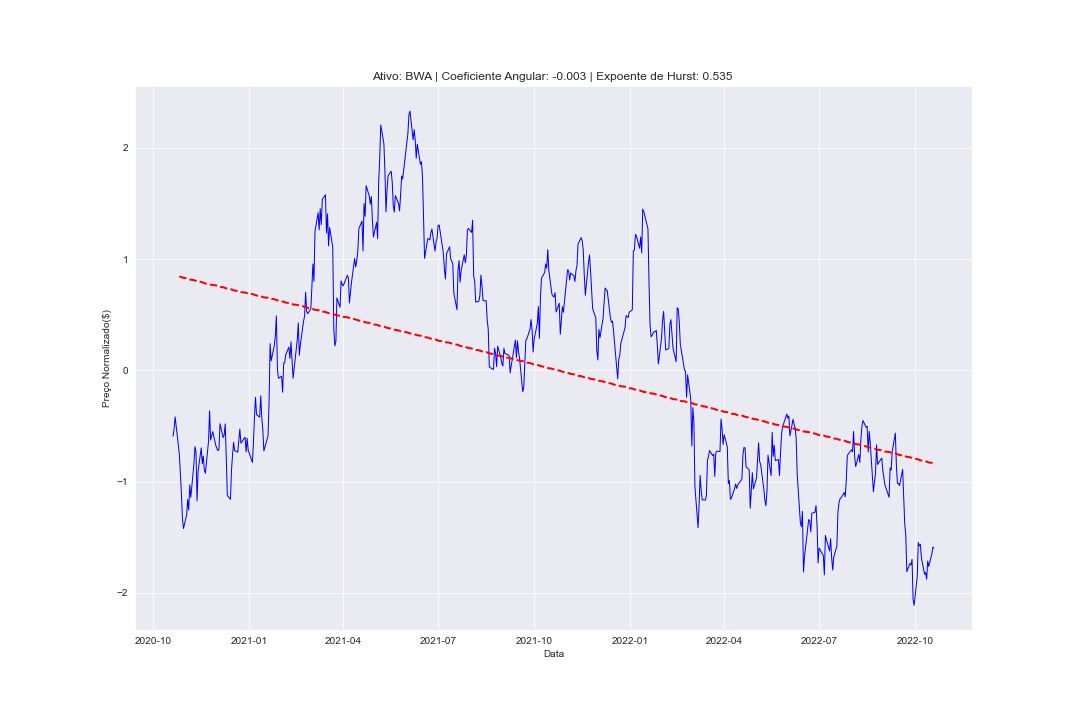 Ativo: BWA | Coeficiente Angular: -0.003 | Expoente de Hurst: 0.535
Preço Normalizado($)
2
1
0
−1
−2
2020-10 2021-01 2021-04 2021-07 2021-10 2022-01 2022-04 2022-07 2022-10
Data